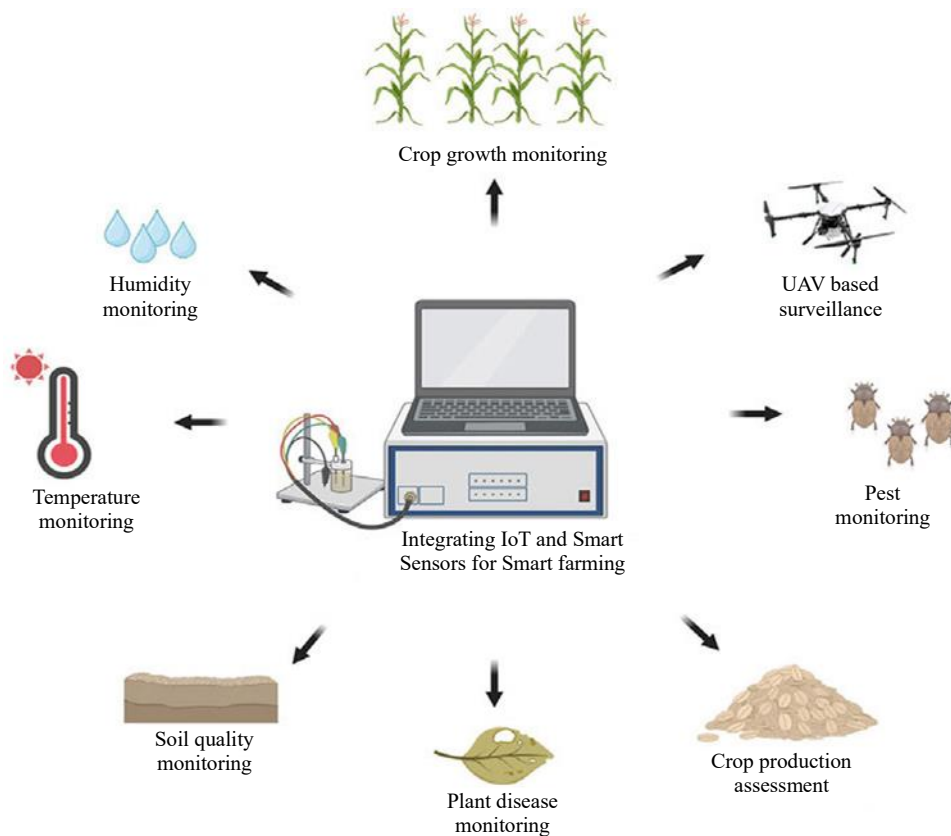 Crop growth monitoring
Humidity
monitoring
UAV based
surveillance
Temperature
monitoring
Pest
monitoring
Integrating IoT and Smart
Sensors for Smart farming
Soil quality
monitoring
Plant disease
monitoring
Crop production
assessment